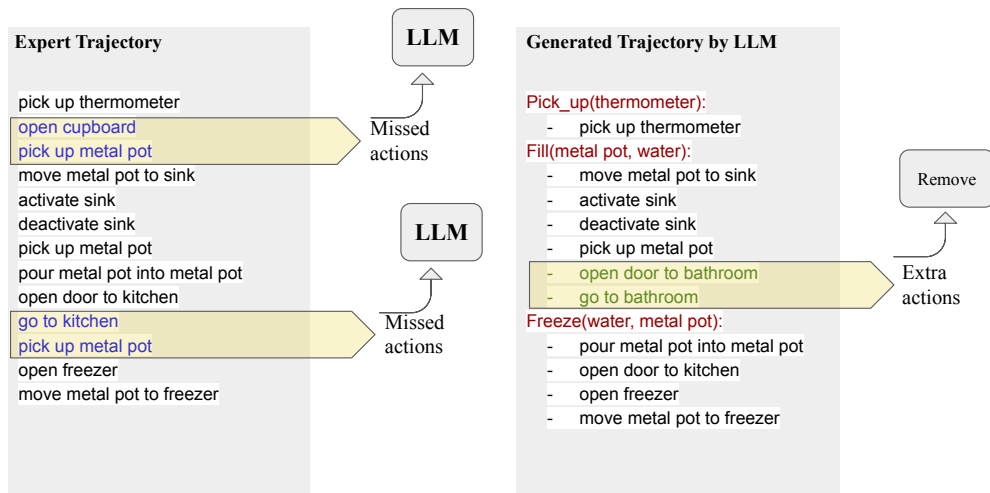 Expert Trajectory
pick up thermometer
open cupboard
pick up metal pot
move metal pot to sink
activate sink
deactivate sink
pick up metal pot
pour metal pot into metal pot
open door to kitchen
go to kitchen
pick up metal pot
open freezer
move metal pot to freezer
LLM
Missed
actions
LLM
Missed
actions
Generated Trajectory by LLM
Pick_up(thermometer):
- pick up thermometer
Fill(metal pot, water):
- move metal pot to sink
- activate sink
- deactivate sink
- pick up metal pot
- open door to bathroom
- go to bathroom
Freeze(water, metal pot):
- pour metal pot into metal pot
- open door to kitchen
- open freezer
- move metal pot to freezer
Remove
Extra
actions